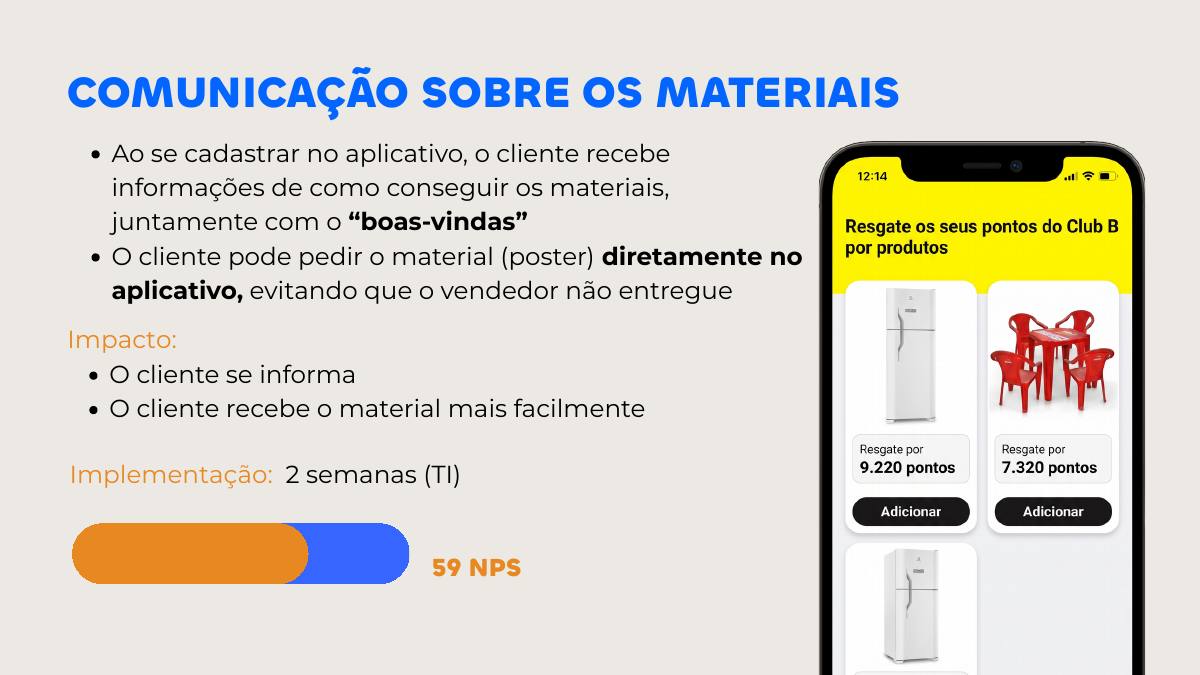 COMUNICAÇÃO SOBRE OS MATERIAIS
Ao se cadastrar no aplicativo, o cliente recebe
informações de como conseguir os materiais,
juntamente com o “boas-vindas”
O cliente pode pedir o material (poster) diretamente no
aplicativo, evitando que o vendedor não entregue
Impacto:
O cliente se informa
O cliente recebe o material mais facilmente
Implementação: 2 semanas (TI)
59 NPS
12:14
Resgate os seus pontos do Club B
por produtos
Resgate por
9.220 pontos
Adicionar
Resgate por
7.320 pontos
Adicionar